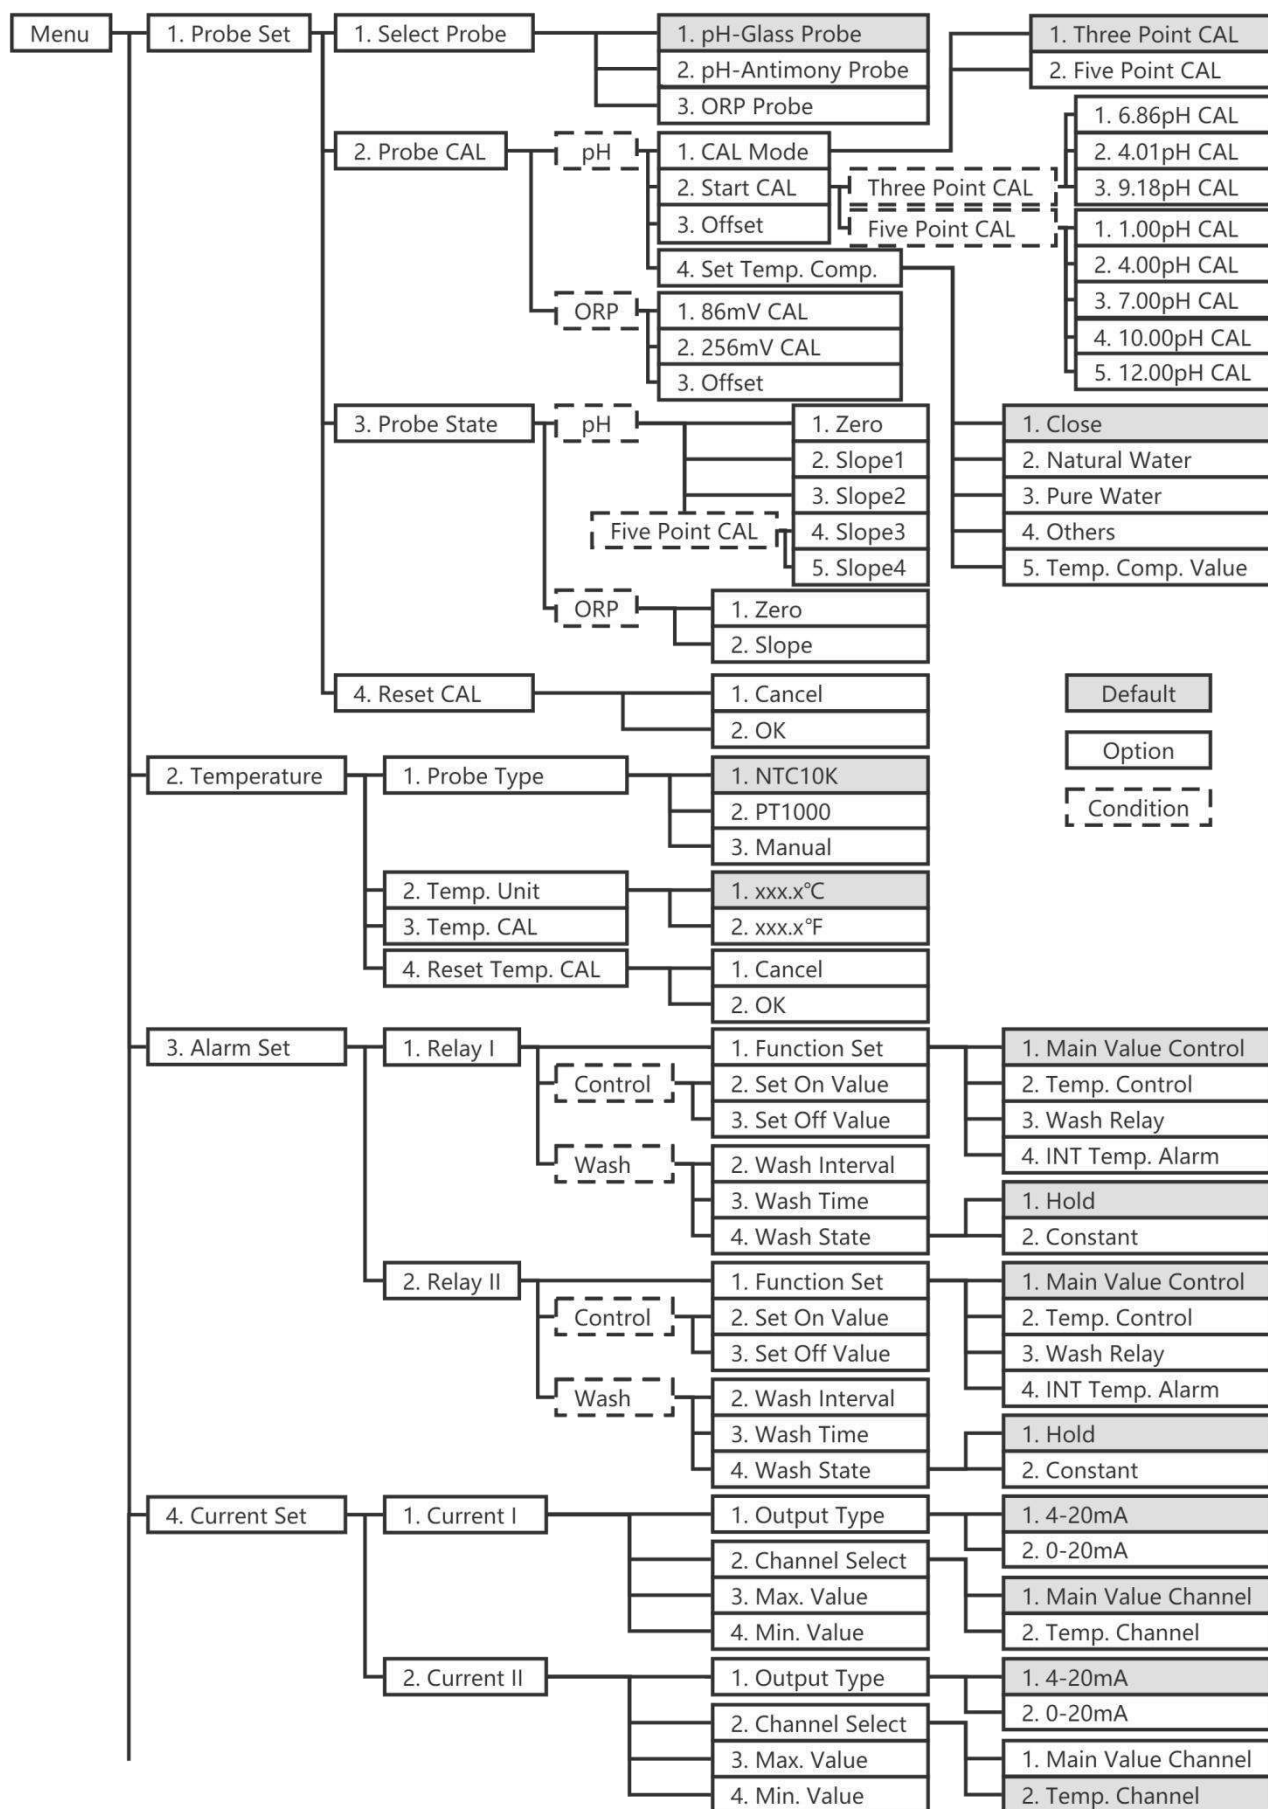 Menu
1. Probe Set
1. Select Probe
1. pH-Glass Probe
2. pH-Antimony Probe
3. ORP Probe
2. Probe CAL
pH
1. CAL Mode
1. Three Point CAL
2. Five Point CAL
2. Start CAL
Three Point CAL
1. 6.86pH CAL
2. 4.01pH CAL
3. 9.18pH CAL
Five Point CAL
1. 1.00pH CAL
2. 4.00pH CAL
3. 7.00pH CAL
4. 10.00pH CAL
5. 12.00pH CAL
3. Offset
4. Set Temp. Comp.
1. Close
2. Natural Water
3. Pure Water
4. Others
5. Temp. Comp. Value
ORP
1. 86mV CAL
2. 256mV CAL
3. Offset
3. Probe State
pH
1. Zero
2. Slope1
3. Slope2
Five Point CAL
4. Slope3
5. Slope4
ORP
1. Zero
2. Slope
4. Reset CAL
1. Cancel
2. OK
Default
Option
Condition
2. Temperature
1. Probe Type
1. NTC10K
2. PT1000
3. Manual
2. Temp. Unit
1. xxx.x℃
2. xxx.x℉
3. Temp. CAL
4. Reset Temp. CAL
1. Cancel
2. OK
3. Alarm Set
1. Relay I
1. Function Set
1. Main Value Control
2. Temp. Control
3. Wash Relay
4. INT Temp. Alarm
Control
2. Set On Value
3. Set Off Value
Wash
2. Wash Interval
3. Wash Time
4. Wash State
1. Hold
2. Constant
2. Relay II
1. Function Set
1. Main Value Control
2. Temp. Control
3. Wash Relay
4. INT Temp. Alarm
Control
2. Set On Value
3. Set Off Value
Wash
2. Wash Interval
3. Wash Time
4. Wash State
1. Hold
2. Constant
4. Current Set
1. Current I
1. Output Type
1. 4-20mA
2. 0-20mA
2. Channel Select
1. Main Value Channel
2. Temp. Channel
3. Max. Value
4. Min. Value
2. Current II
1. Output Type
1. 4-20mA
2. 0-20mA
2. Channel Select
1. Main Value Channel
2. Temp. Channel
3. Max. Value
4. Min. Value